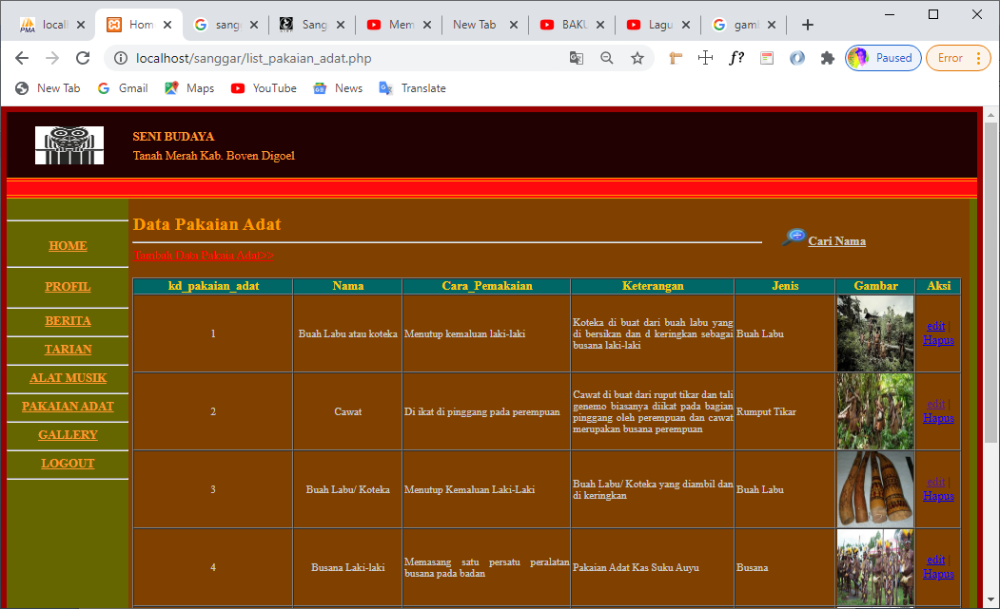 locall
Hom
sang
Sang
Mem
New Tab
BAKU
Lagu
gaml
localhost/sanggar/list_pakaian_adat.php
f?
Paused
Error
New Tab
Gmail
Maps
YouTube
News
Translate
SENI BUDAYA
Tanah Merah Kab. Boven Digoel
HOME
PROFIL
BERITA
TARIAN
ALAT MUSIK
PAKAIAN ADAT
GALLERY
LOGOUT
Data Pakaian Adat
Cari Nama
Tambah Data Pakaia Adat>>
kd_pakaian_adat Nama Cara_Pemakaian Keterangan Jenis Gambar Aksi
1 Buah Labu atau koteka Menutup kemaluan laki-laki
Koteka di buat dari buah labu yang
di bersikan dan d keringkan sebagai
busana laki-laki
Buah Labu
edit |
Hapus
2 Cawat Di ikat di pinggang pada perempuan
Cawat di buat dari ruput tikar dan tali
genemo biasanya diikat pada bagian
pinggang oleh perempuan dan cawat
merupakan busana perempuan
Rumput Tikar
edit |
Hapus
3 Buah Labu/ Koteka Menutup Kemaluan Laki-Laki
Buah Labu/ Koteka yang diambil dan
di keringkan
Buah Labu
edit |
Hapus
4 Busana Laki-laki
Memasang satu persatu peralatan
busana pada badan
Pakaian Adat Kas Suku Auyu
Busana
edit |
Hapus